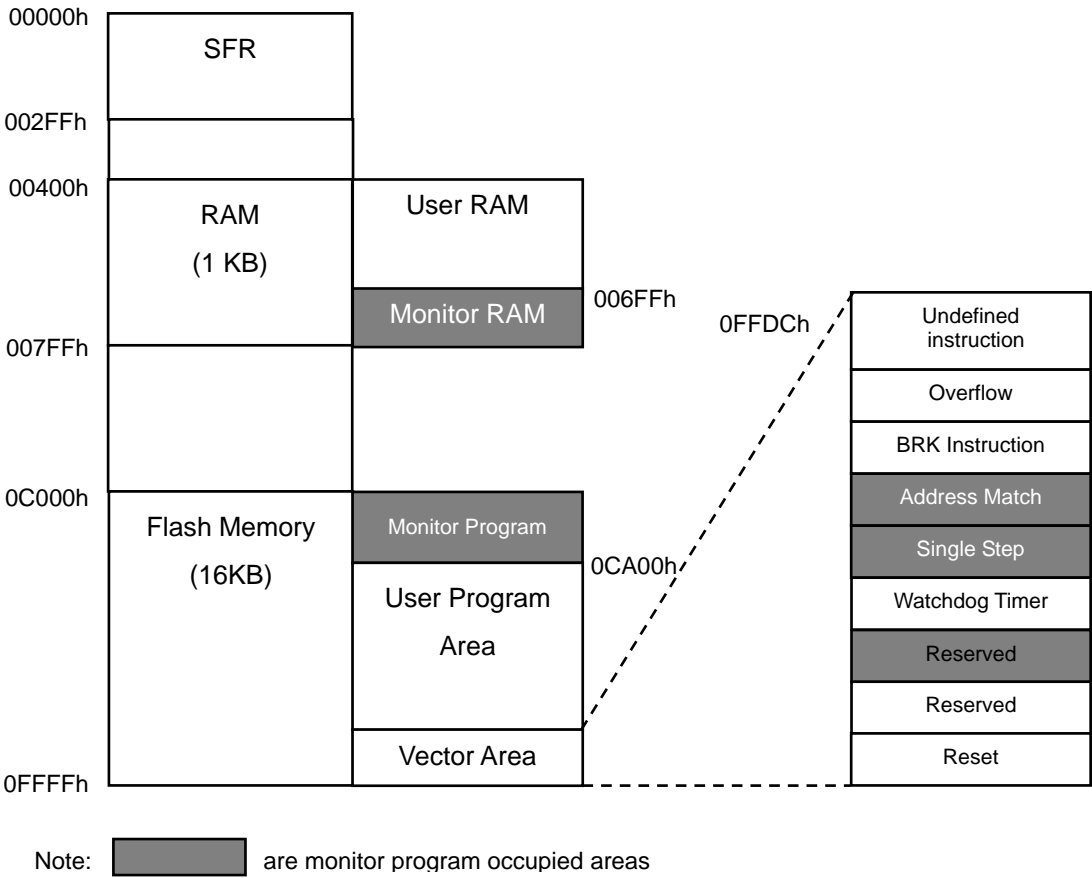 00000h
SFR
002FFh
00400h
RAM
(1 KB)
User RAM
Monitor RAM
006FFh
007FFh
0C000h
Flash Memory
(16KB)
Monitor Program
0CA00h
User Program
Area
Vector Area
0FFFFh
0FFDCh
Undefined
instruction
Overflow
BRK Instruction
Address Match
Single Step
Watchdog Timer
Reserved
Reserved
Reset
Note:
are monitor program occupied areas